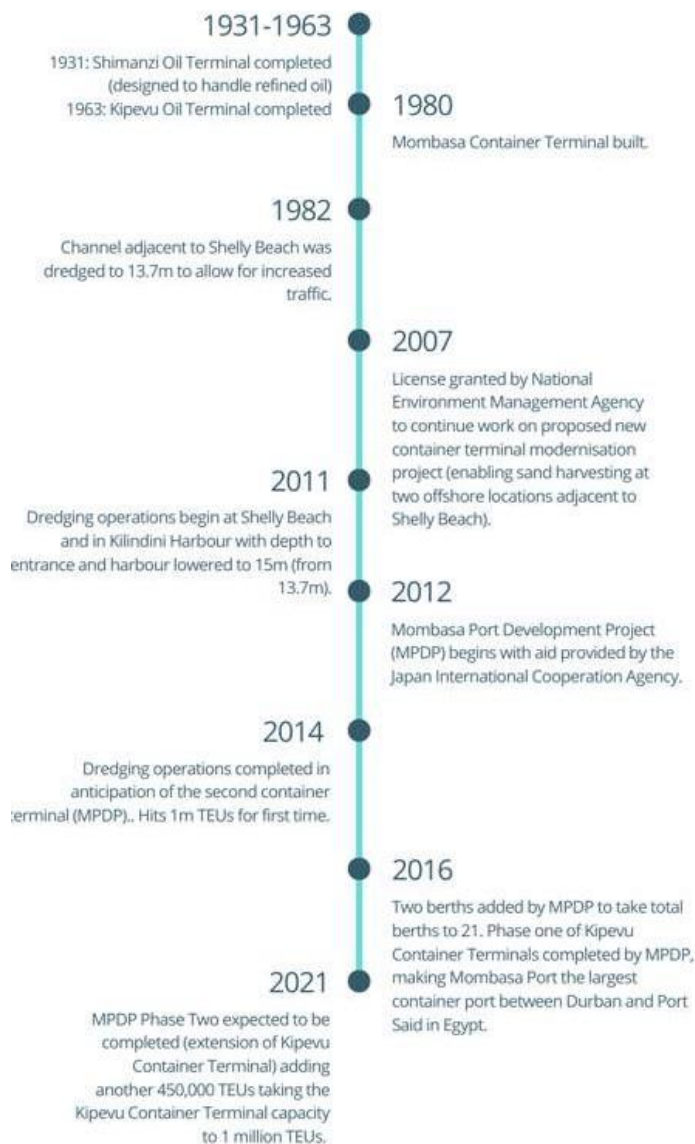 1931-1963
1931: Shimanzi Oil Terminal completed
(designed to handle refined oil)
1963: Kipevu Oil Terminal completed
1980
Mombasa Container Terminal built.
1982
Channel adjacent to Shelly Beach was
dredged to 13.7m to allow for increased
traffic.
2007
License granted by National
Environment Management Agency
to continue work on proposed new
container terminal modernisation
project (enabling sand harvesting at
two offshore locations adjacent to
Shelly Beach).
2011
Dredging operations begin at Shelly Beach
and in Kilindini Harbour with depth to
entrance and harbour lowered to 15m (from
13.7m).
2012
Mombasa Port Development Project
(MPDP) begins with aid provided by the
Japan International Cooperation Agency.
2014
Dredging operations completed in
anticipation of the second container
erminal (MPDP).. Hits 1m TEUs for first time.
2016
Two berths added by MPDP to take total
berths to 21. Phase one of Kipevu
Container Terminals completed by MPDP,
making Mombasa Port the largest
container port between Durban and Port
Said in Egypt.
2021
MPDP Phase Two expected to be
completed (extension of Kipevu
Container Terminal) adding
another 450,000 TEUs taking the
Kipevu Container Terminal capacity
to 1 million TEUs.